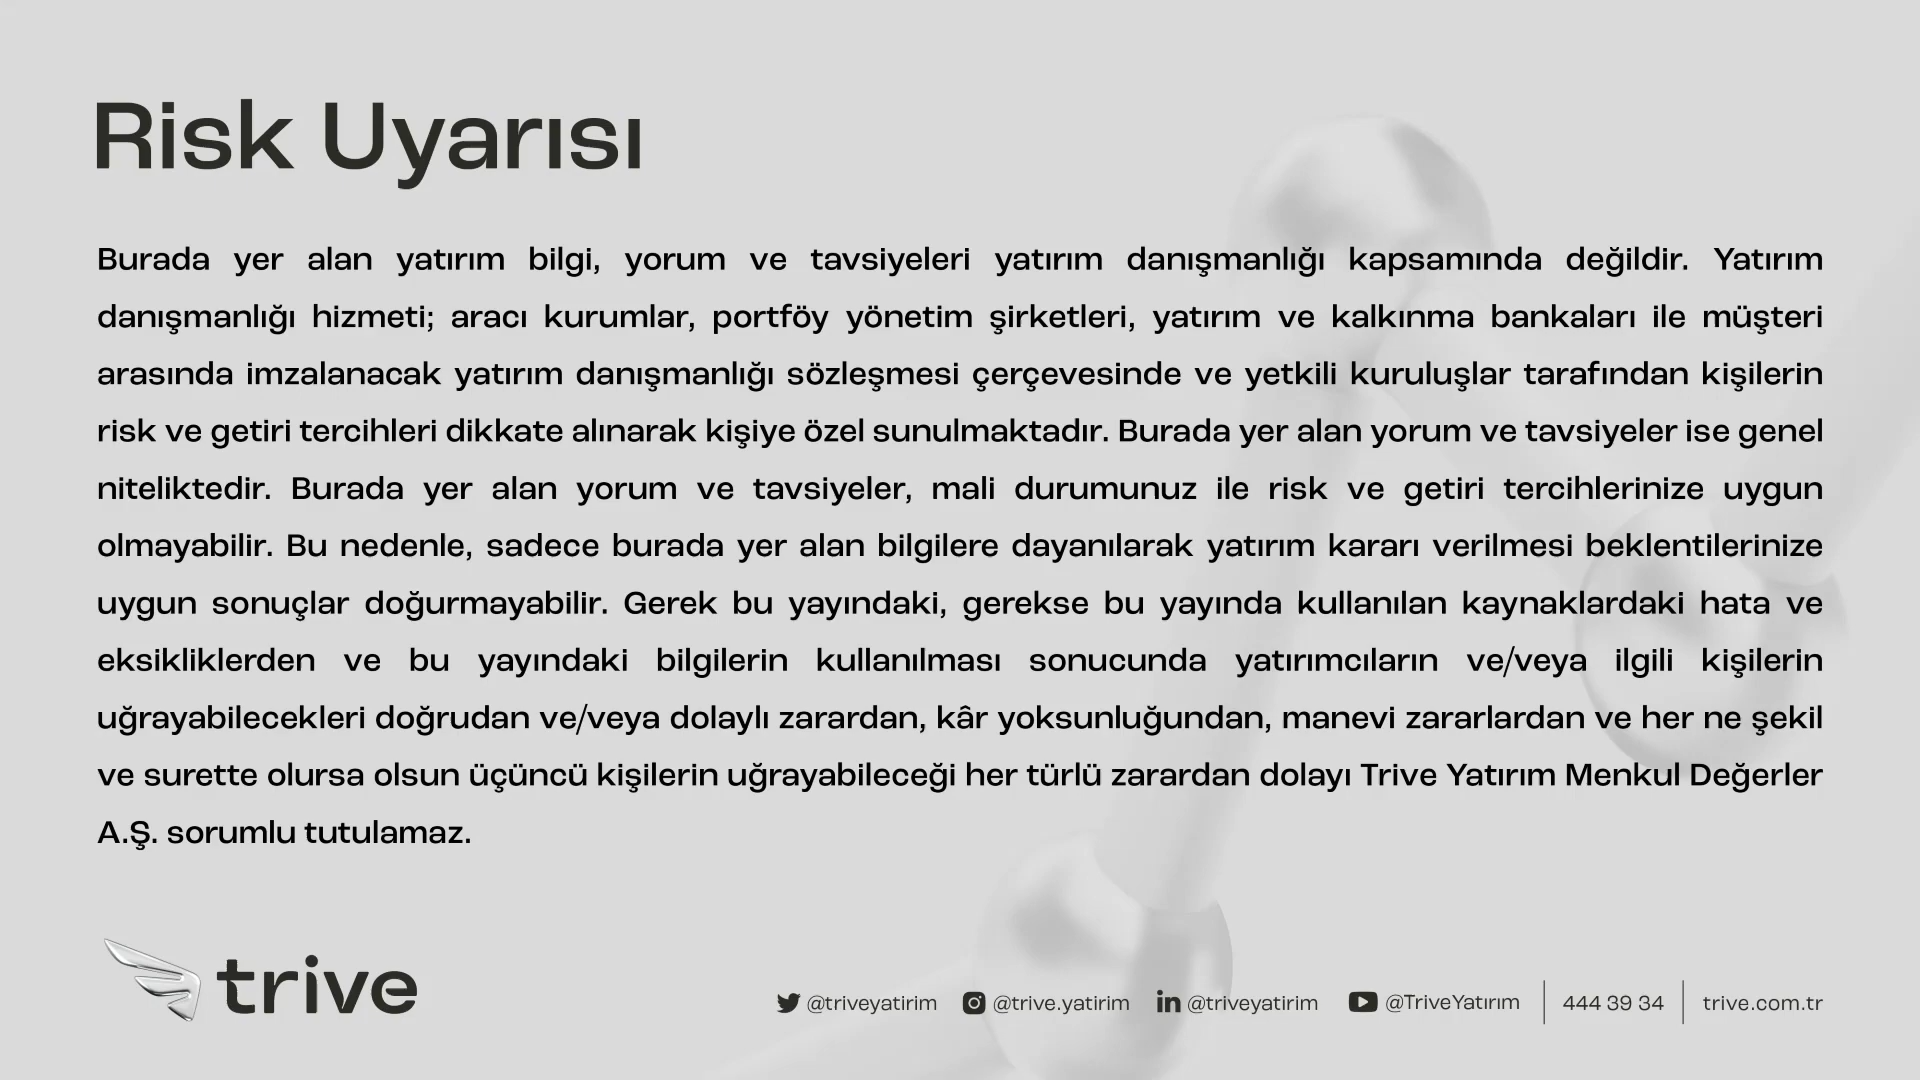 Risk Uyarısı
Burada yer alan yatırım bilgi, yorum ve tavsiyeleri yatırım danışmanlığı kapsamında değildir. Yatırım
danışmanlığı hizmeti; aracı kurumlar, portföy yönetim şirketleri, yatırım ve kalkınma bankaları ile müşteri
arasında imzalanacak yatırım danışmanlığı sözleşmesi çerçevesinde ve yetkili kuruluşlar tarafından kişilerin
risk ve getiri tercihleri dikkate alınarak kişiye özel sunulmaktadır. Burada yer alan yorum ve tavsiyeler ise genel
niteliktedir. Burada yer alan yorum ve tavsiyeler, mali durumunuz ile risk ve getiri tercihlerinize uygun
olmayabilir. Bu nedenle, sadece burada yer alan bilgilere dayanılarak yatırım kararı verilmesi beklentilerinize
uygun sonuçlar doğurmayabilir. Gerek bu yayındaki, gerekse bu yayında kullanılan kaynaklardaki hata ve
eksikliklerden ve bu yayındaki bilgilerin kullanılması sonucunda yatırımcıların ve/veya ilgili kişilerin
uğrayabilecekleri doğrudan ve/veya dolaylı zarardan, kâr yoksunluğundan, manevi zararlardan ve her ne şekil
ve surette olursa olsun üçüncü kişilerin uğrayabileceği her türlü zarardan dolayı Trive Yatırım Menkul Değerler
A.Ş. sorumlu tutulamaz.
trive
@triveyatirim @trive.yatirim @triveyatirim @TriveYatırım 444 39 34 trive.com.tr